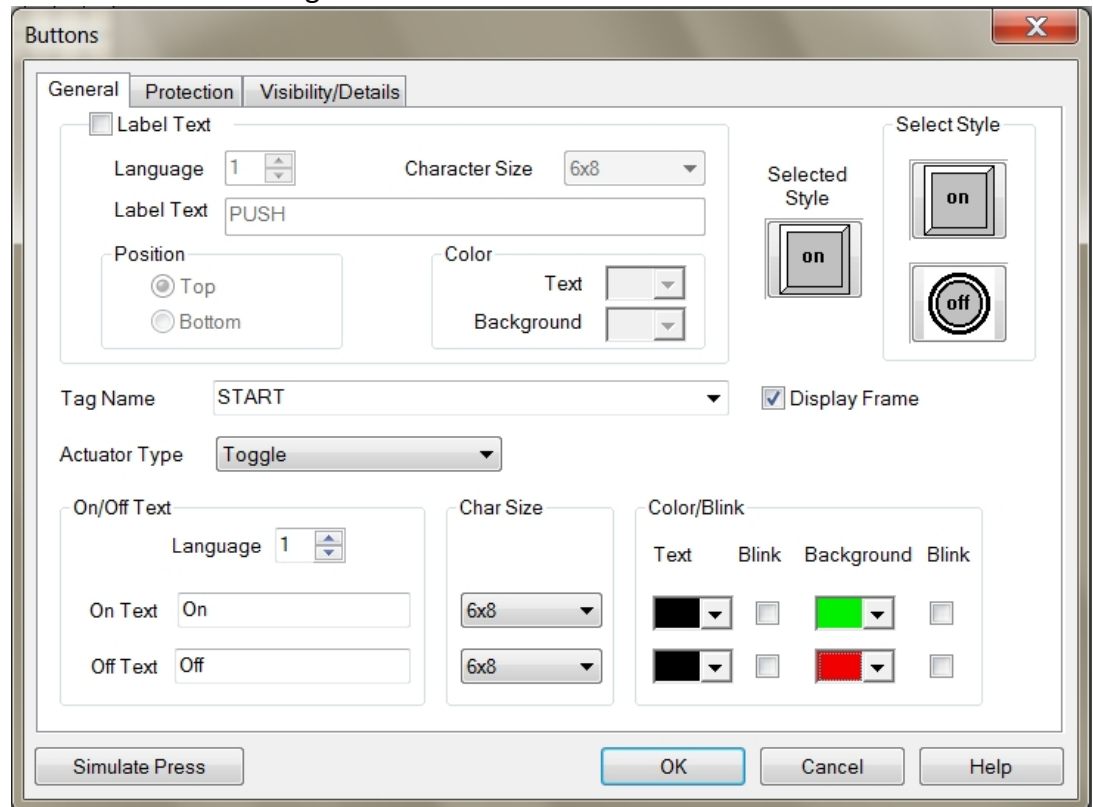 Buttons
General Protection Visibility/Details
Label Text
Language 1 Character Size 6x8
Label Text PUSH
Position
Top
Bottom
Color
Text
Background
Selected
Style
on
Select Style
on
off
Tag Name START
Display Frame
Actuator Type Toggle
On/Off Text
Language 1
On Text On
Off Text Off
Char Size
6x8
6x8
Color/Blink
Text Blink Background Blink
Simulate Press OK Cancel Help